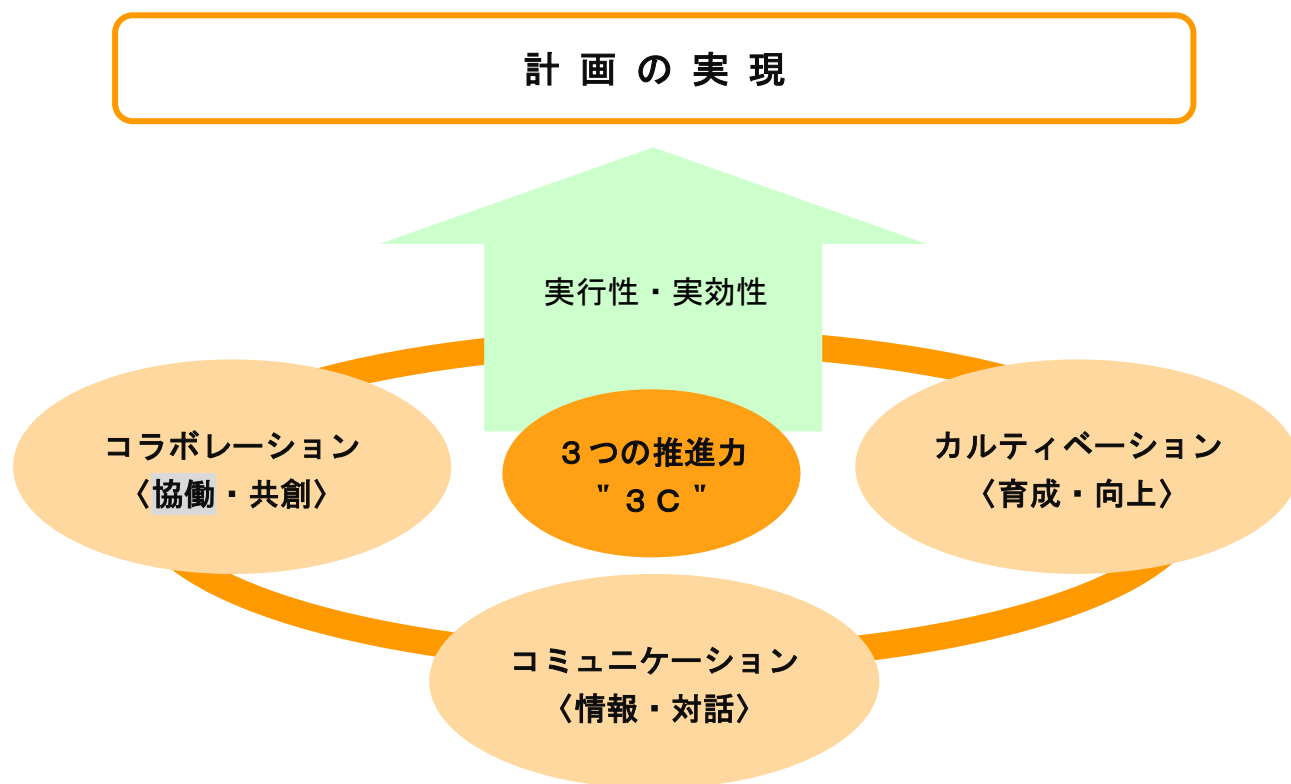 計画の実現
実行性・実効性
コラボレーション
〈協働・共創〉
３つの推進力
"３Ｃ"
カルティベーション
〈育成・向上〉
コミュニケーション
〈情報・対話〉